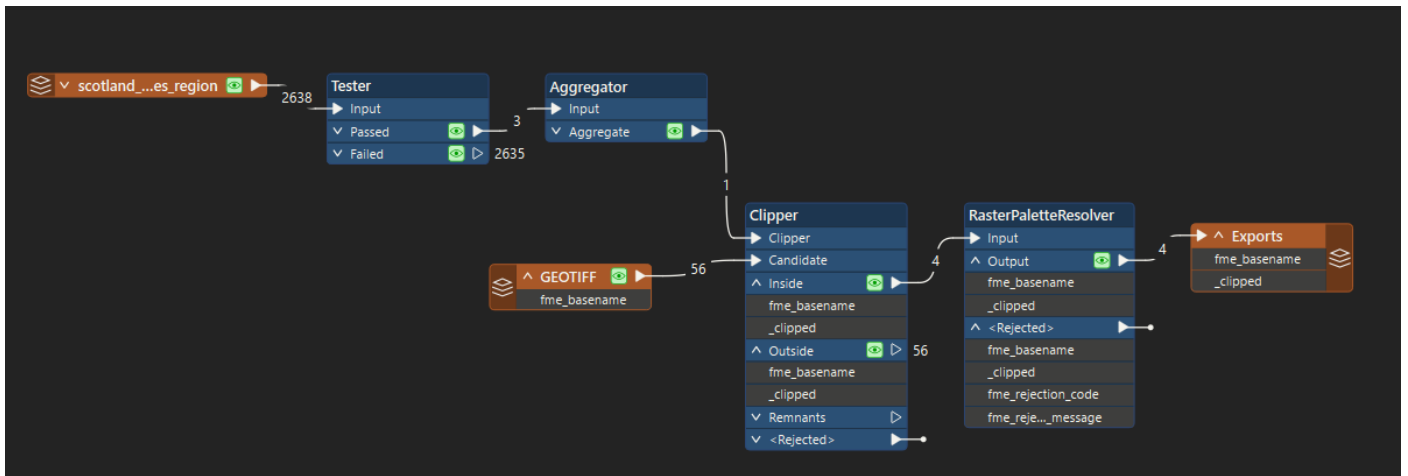 scotland_...es_region
2638
Tester
Input
Passed
3
Failed
2635
Aggregator
Input
Aggregate
1
GEOTIFF
56
fme_basename
Clipper
Clipper
Candidate
Inside
4
fme_basename
_clipped
Outside
56
fme_basename
_clipped
Remnants
<Rejected>
RasterPaletteResolver
Input
Output
4
fme_basename
_clipped
<Rejected>
fme_basename
_clipped
fme_rejection_code
fme_reje..._message
Exports
fme_basename
_clipped